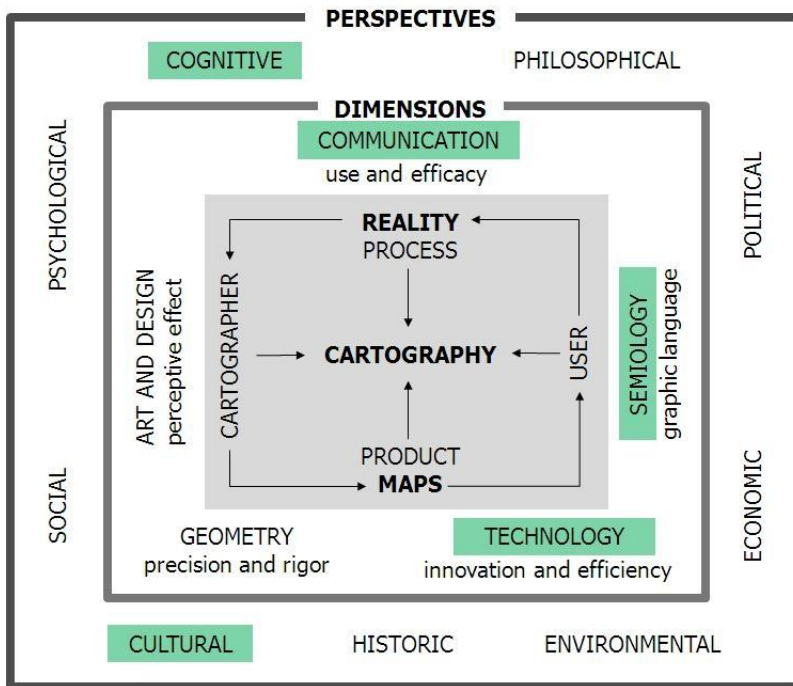 PERSPECTIVES
COGNITIVE
PHILOSOPHICAL
PSYCHOLOGICAL
POLITICAL
DIMENSIONS
COMMUNICATION
use and efficacy
REALITY
PROCESS
ART AND DESIGN
perceptive effect
CARTOGRAPHER
CARTOGRAPHY
USER
SEMIOLOGY
graphic language
PRODUCT
MAPS
SOCIAL
ECONOMIC
GEOMETRY
precision and rigor
TECHNOLOGY
innovation and efficiency
CULTURAL
HISTORIC
ENVIRONMENTAL